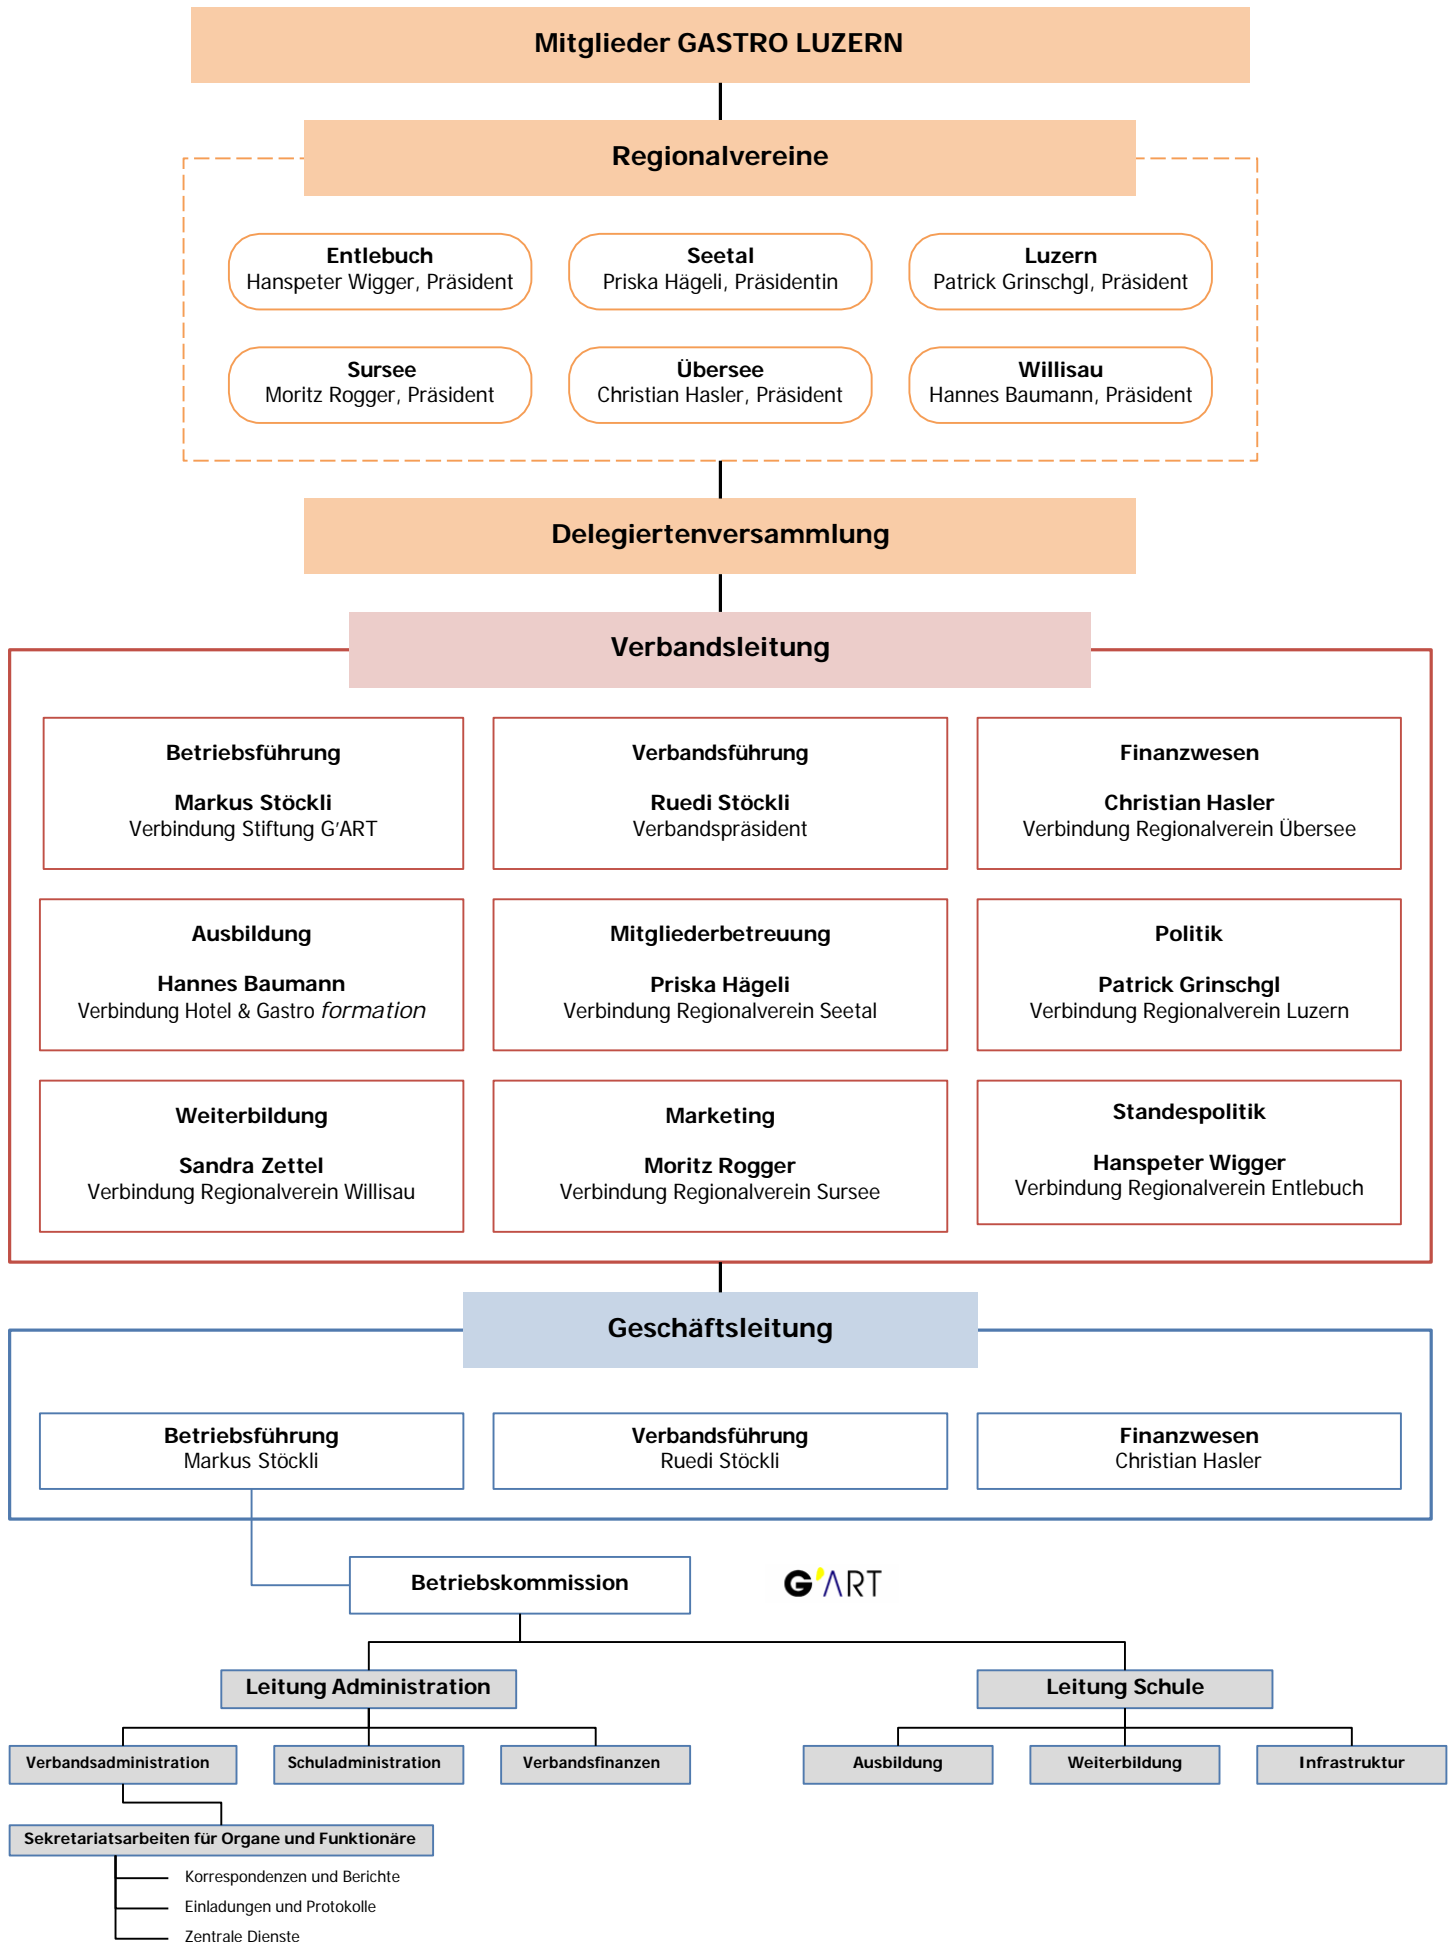 Mitglieder GASTRO LUZERN
Regionalvereine
Entlebuch
Hanspeter Wigger, Präsident
Seetal
Priska Hägeli, Präsidentin
Luzern
Patrick Grinschgl, Präsident
Sursee
Moritz Rogger, Präsident
Übersee
Christian Hasler, Präsident
Willisau
Hannes Baumann, Präsident
Delegiertenversammlung
Verbandsleitung
Betriebsführung
Markus Stöckli
Verbindung Stiftung G'ART
Verbandsführung
Ruedi Stöckli
Verbandspräsident
Finanzwesen
Christian Hasler
Verbindung Regionalverein Übersee
Ausbildung
Hannes Baumann
Verbindung Hotel & Gastro formation
Mitgliederbetreuung
Priska Hägeli
Verbindung Regionalverein Seetal
Politik
Patrick Grinschgl
Verbindung Regionalverein Luzern
Weiterbildung
Sandra Zettel
Verbindung Regionalverein Willisau
Marketing
Moritz Rogger
Verbindung Regionalverein Sursee
Standespolitik
Hanspeter Wigger
Verbindung Regionalverein Entlebuch
Geschäftsleitung
Betriebsführung
Markus Stöckli
Verbandsführung
Ruedi Stöckli
Finanzwesen
Christian Hasler
Betriebskommission
G'ART
Leitung Administration
Leitung Schule
Verbandsadministration
Schuladministration
Verbandsfinanzen
Ausbildung
Weiterbildung
Infrastruktur
Sekretariatsarbeiten für Organe und Funktionäre
Korrespondenzen und Berichte
Einladungen und Protokolle
Zentrale Dienste